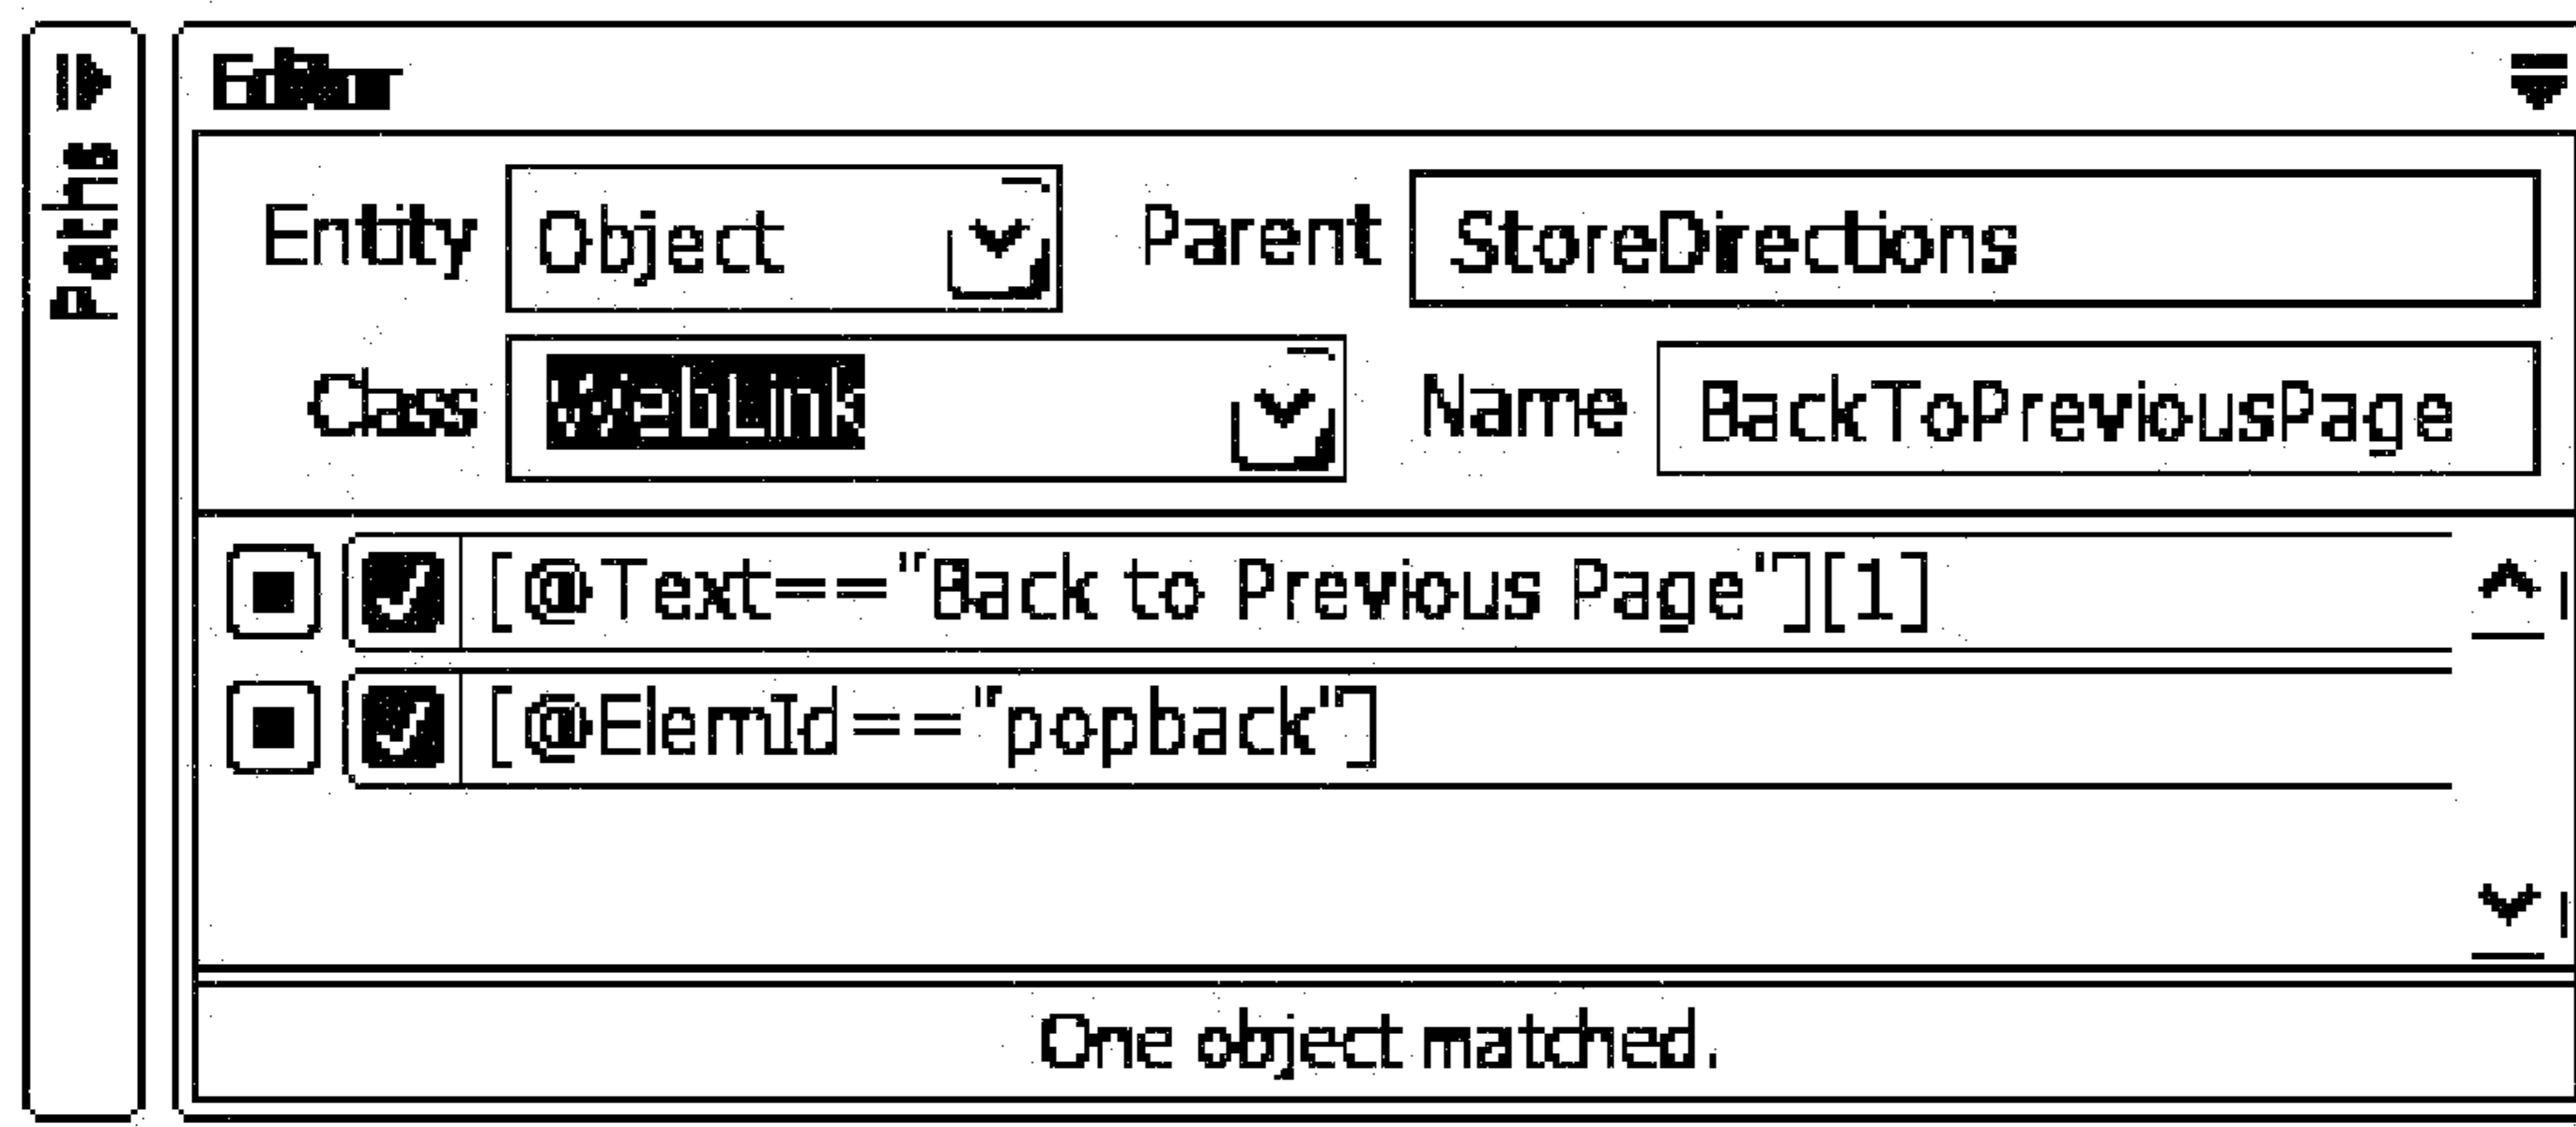 Paths
Editor
Entity Object Parent StoreDirections
Class WebLink Name BackToPreviousPage
[@Text=="Back to Previous Page"][1]
[@ElemId=="popback"]
One object matched.